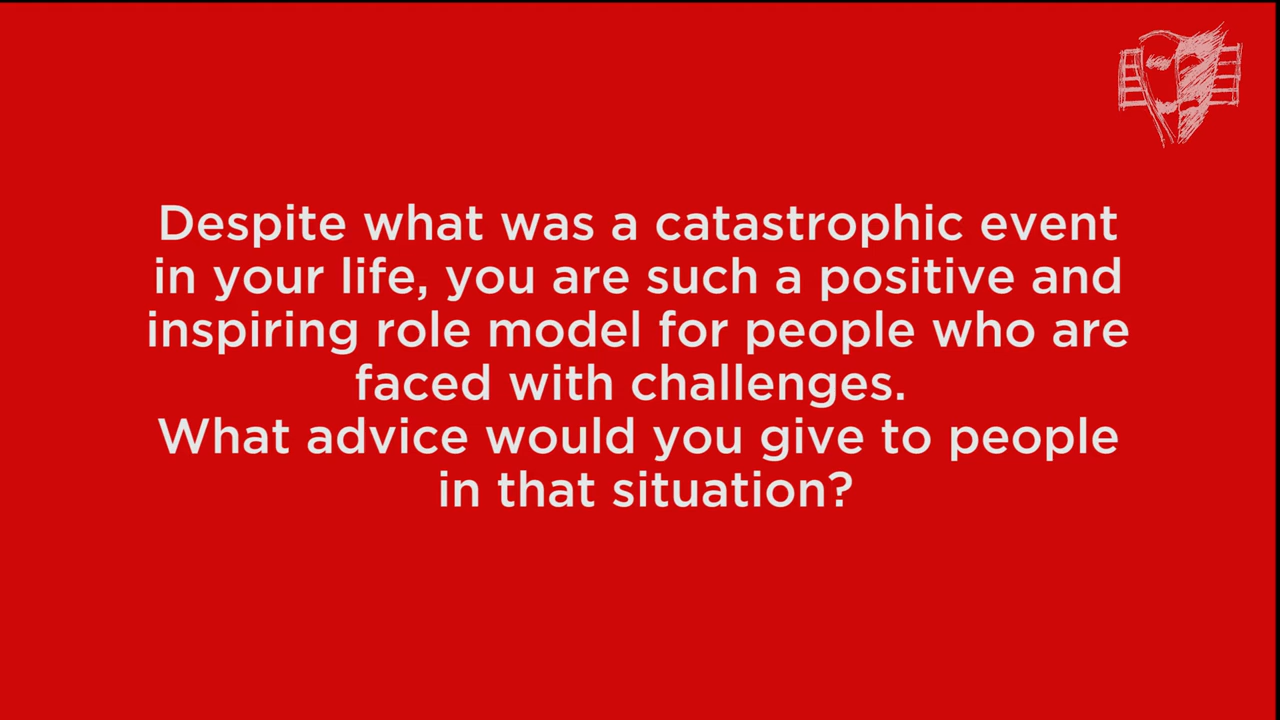 Despite what was a catastrophic event
in your life, you are such a positive and
inspiring role model for people who are
faced with challenges.
What advice would you give to people
in that situation?